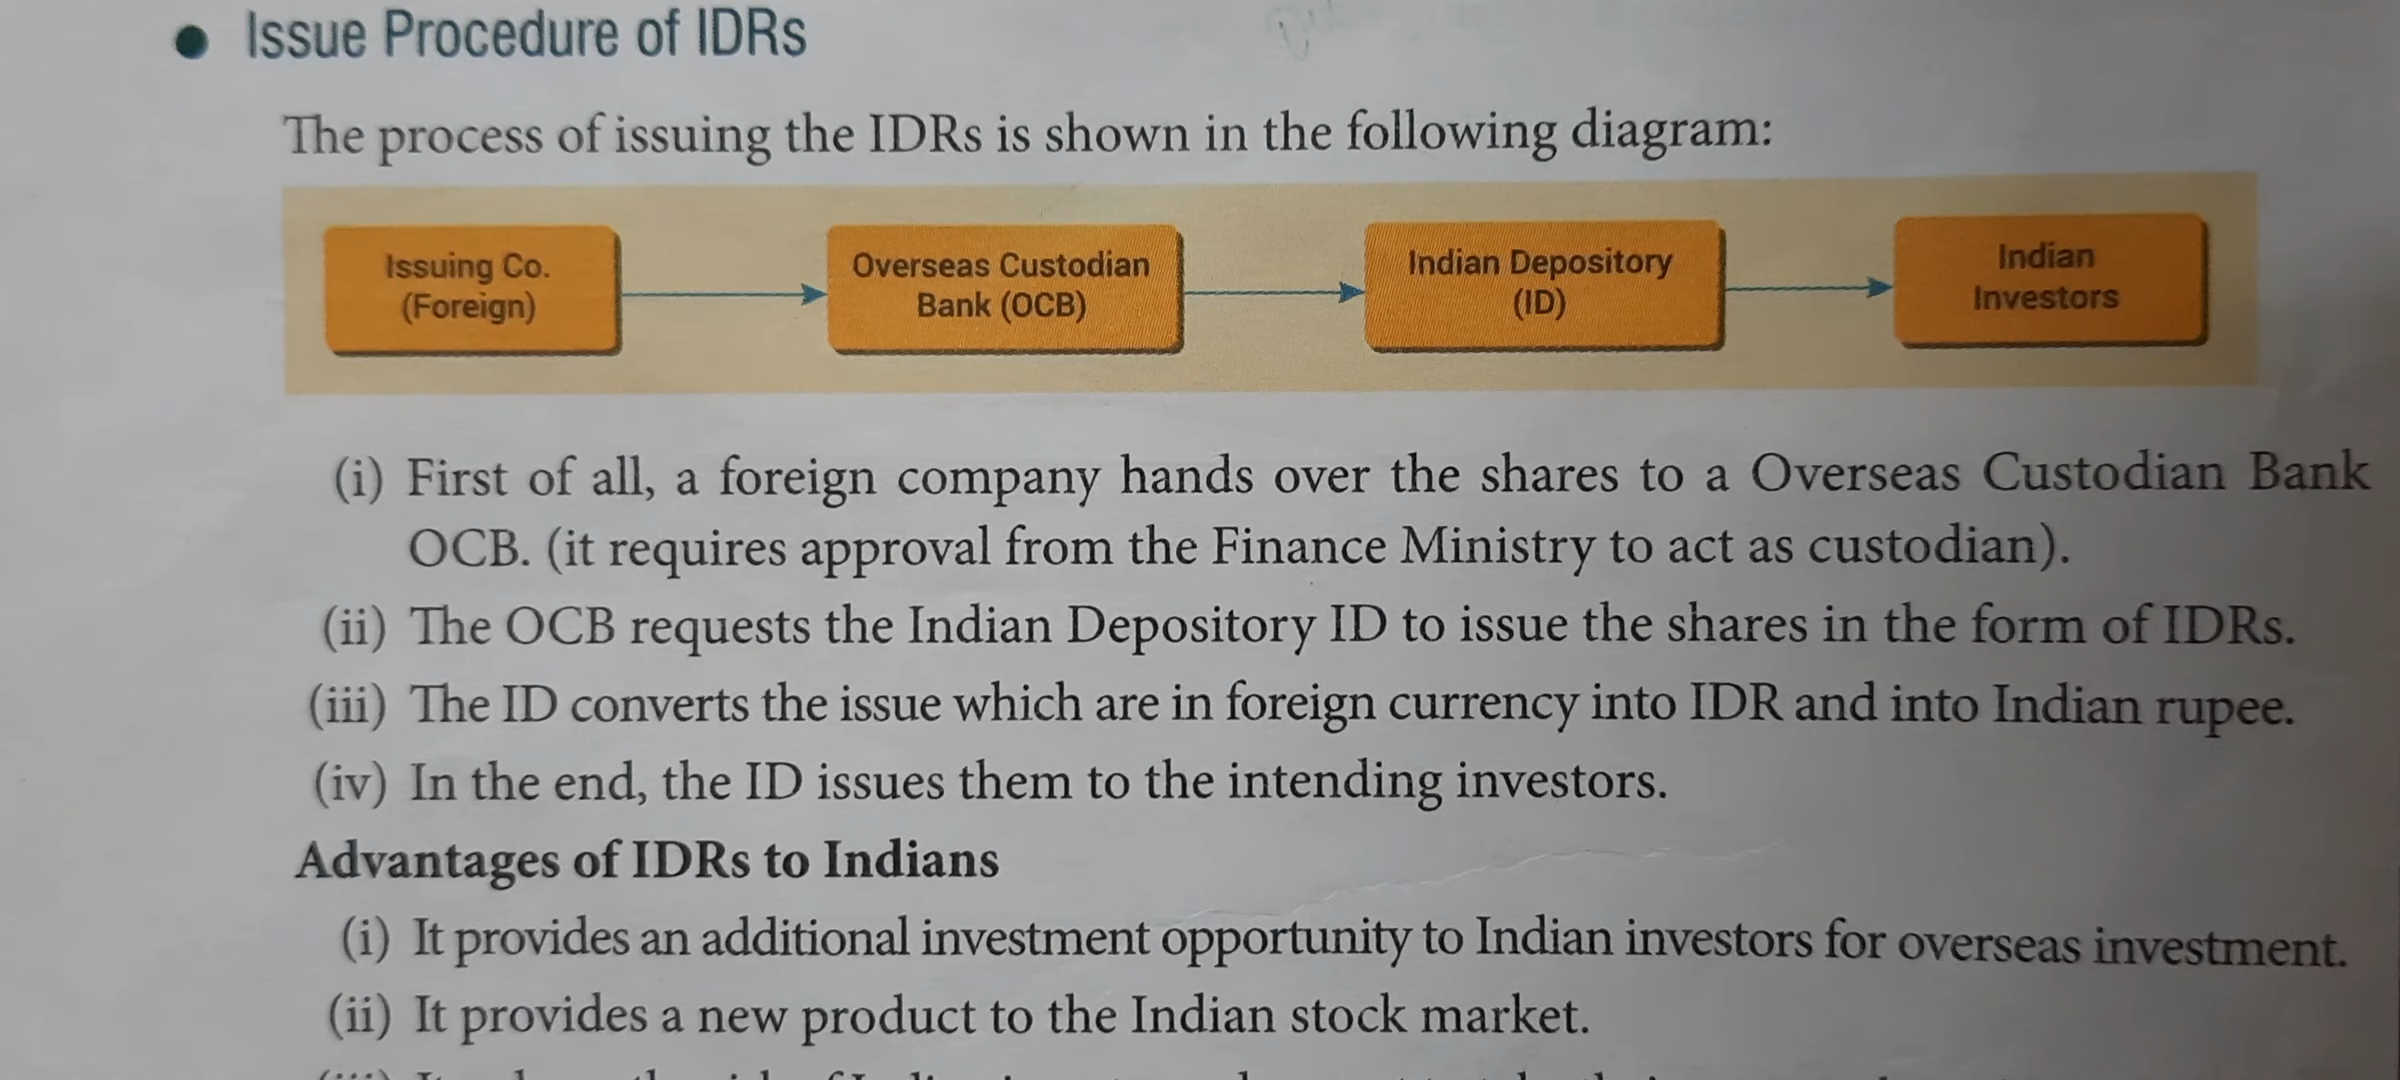 • Issue Procedure of IDRs
The process of issuing the IDRs is shown in the following diagram:
Issuing Co.
(Foreign)
Overseas Custodian
Bank (OCB)
Indian Depository
(ID)
Indian
Investors
(i) First of all, a foreign company hands over the shares to a Overseas Custodian Bank
OCB. (it requires approval from the Finance Ministry to act as custodian).
(ii) The OCB requests the Indian Depository ID to issue the shares in the form of IDRs.
(iii) The ID converts the issue which are in foreign currency into IDR and into Indian rupee.
(iv) In the end, the ID issues them to the intending investors.
Advantages of IDRs to Indians
(i) It provides an additional investment opportunity to Indian investors for overseas investment.
(ii) It provides a new product to the Indian stock market.